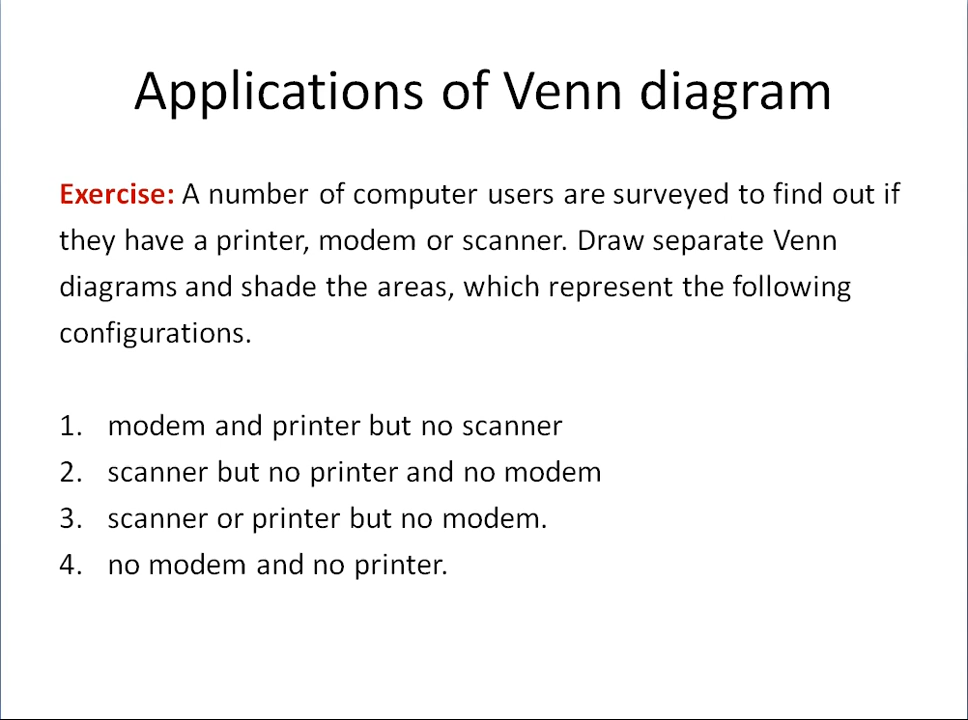 Applications of Venn diagram
Exercise: A number of computer users are surveyed to find out if
they have a printer, modem or scanner. Draw separate Venn
diagrams and shade the areas, which represent the following
configurations.
1. modem and printer but no scanner
2. scanner but no printer and no modem
3. scanner or printer but no modem.
4. no modem and no printer.